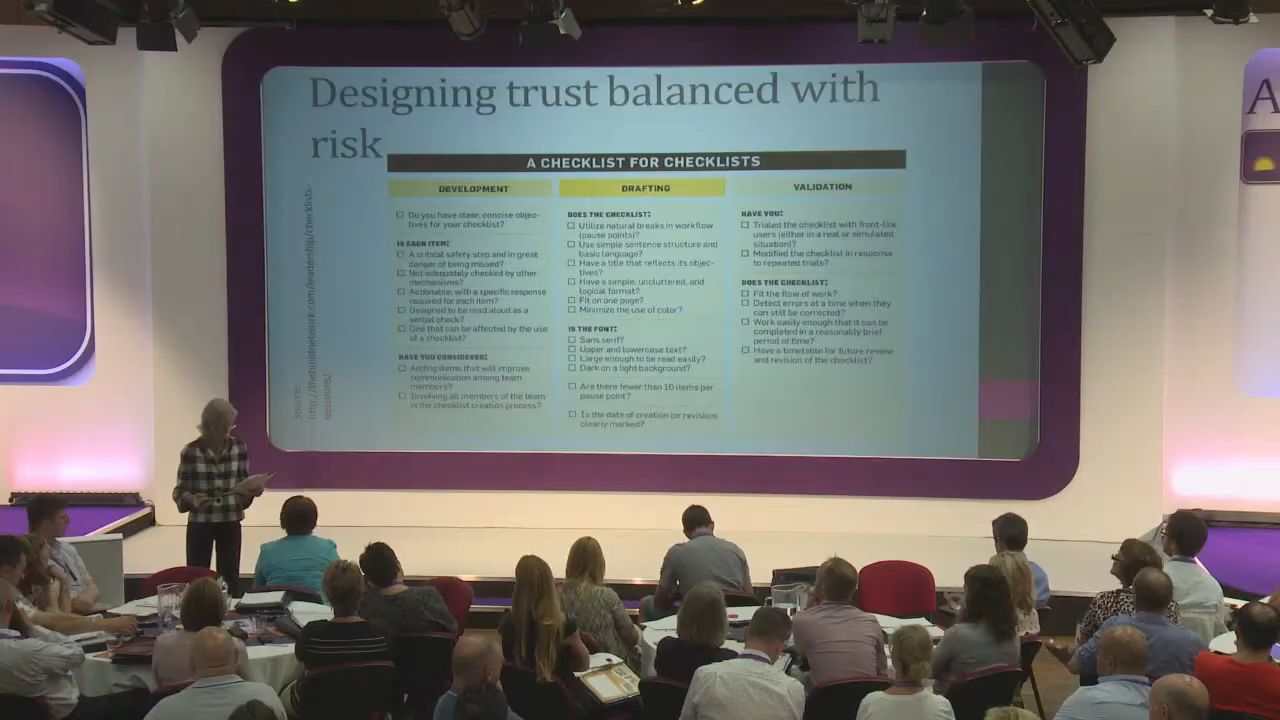 Designing trust balanced with
risk
A CHECKLIST FOR CHECKLISTS
DEVELOPMENT
☐ Do you have clear, concise objec-
tives for your checklist?
IS EACH ITEM:
☐ A critical safety step and in great
danger of being missed?
☐ Not adequately checked by other
mechanisms?
☐ Actionable, with a specific response
required for each item?
☐ Designed to be read aloud as a
verbal check?
☐ One that can be affected by the use
of a checklist?
HAVE YOU CONSIDERED:
☐ Adding items that will improve
communication among team
members?
☐ Involving all members of the team
in the checklist creation process?
DRAFTING
DOES THE CHECKLIST:
☐ Utilize natural breaks in workflow
(pause points)?
☐ Use simple sentence structure and
basic language?
☐ Have a title that reflects its objec-
tives?
☐ Have a simple, uncluttered, and
logical format?
☐ Fit on one page?
☐ Minimize the use of color?
IS THE FONT:
☐ Sans serif?
☐ Upper and lowercase text?
☐ Large enough to be read easily?
☐ Dark on a light background?
☐ Are there fewer than 10 items per
pause point?
☐ Is the date of creation (or revision)
clearly marked?
VALIDATION
HAVE YOU:
☐ Trialed the checklist with front-line
users (either in a real or simulated
situation)?
☐ Modified the checklist in response
to repeated trials?
DOES THE CHECKLIST:
☐ Fit the flow of work?
☐ Detect errors at a time when they
can still be corrected?
☐ Work easily enough that it can be
completed in a reasonably brief
period of time?
☐ Have a timetable for future review
and revision of the checklist?
Source:
http://thebuildnetwork.com/leadership/checklists-
decisions/
A